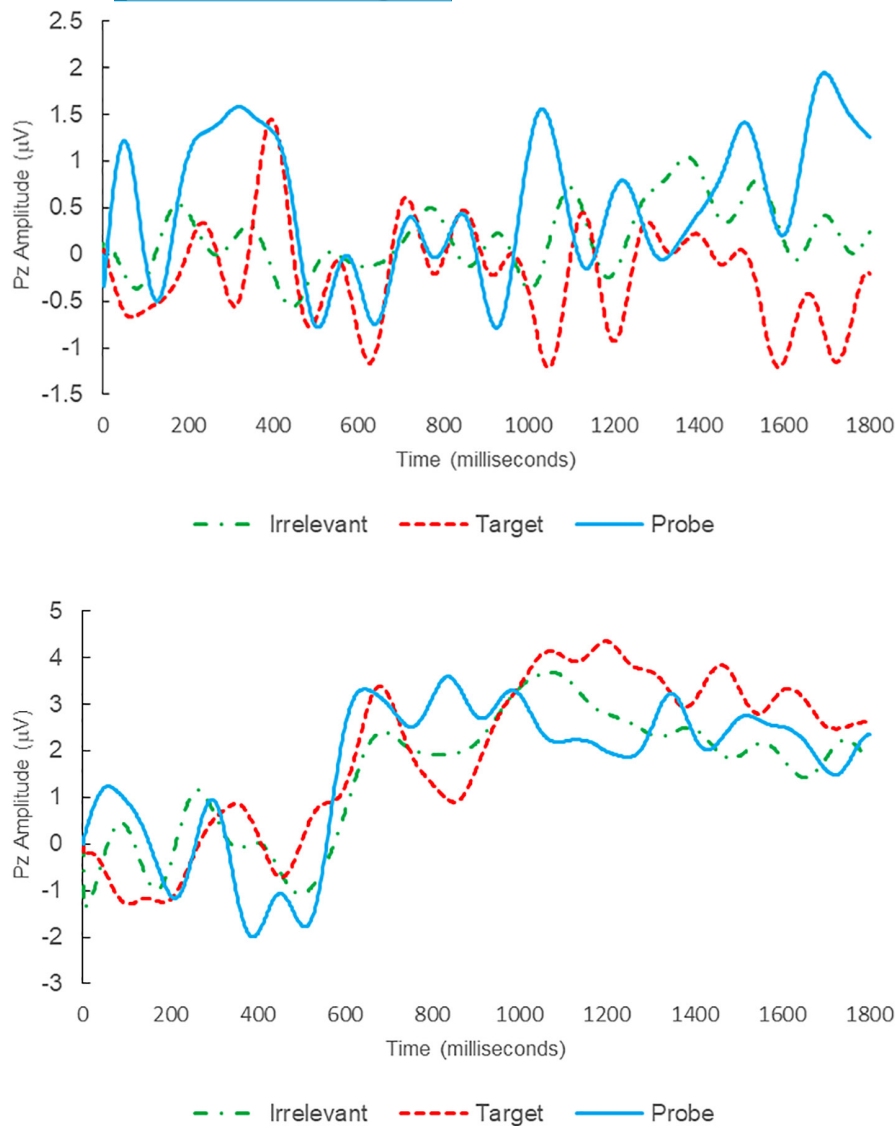 2.5
2
1.5
1
0.5
0
-0.5
-1
-1.5
Pz Amplitude (μV)
0 200 400 600 800 1000 1200 1400 1600 1800
Time (milliseconds)
Irrelevant Target Probe
5
4
3
2
1
0
-1
-2
-3
Pz Amplitude (μV)
0 200 400 600 800 1000 1200 1400 1600 1800
Time (milliseconds)
Irrelevant Target Probe